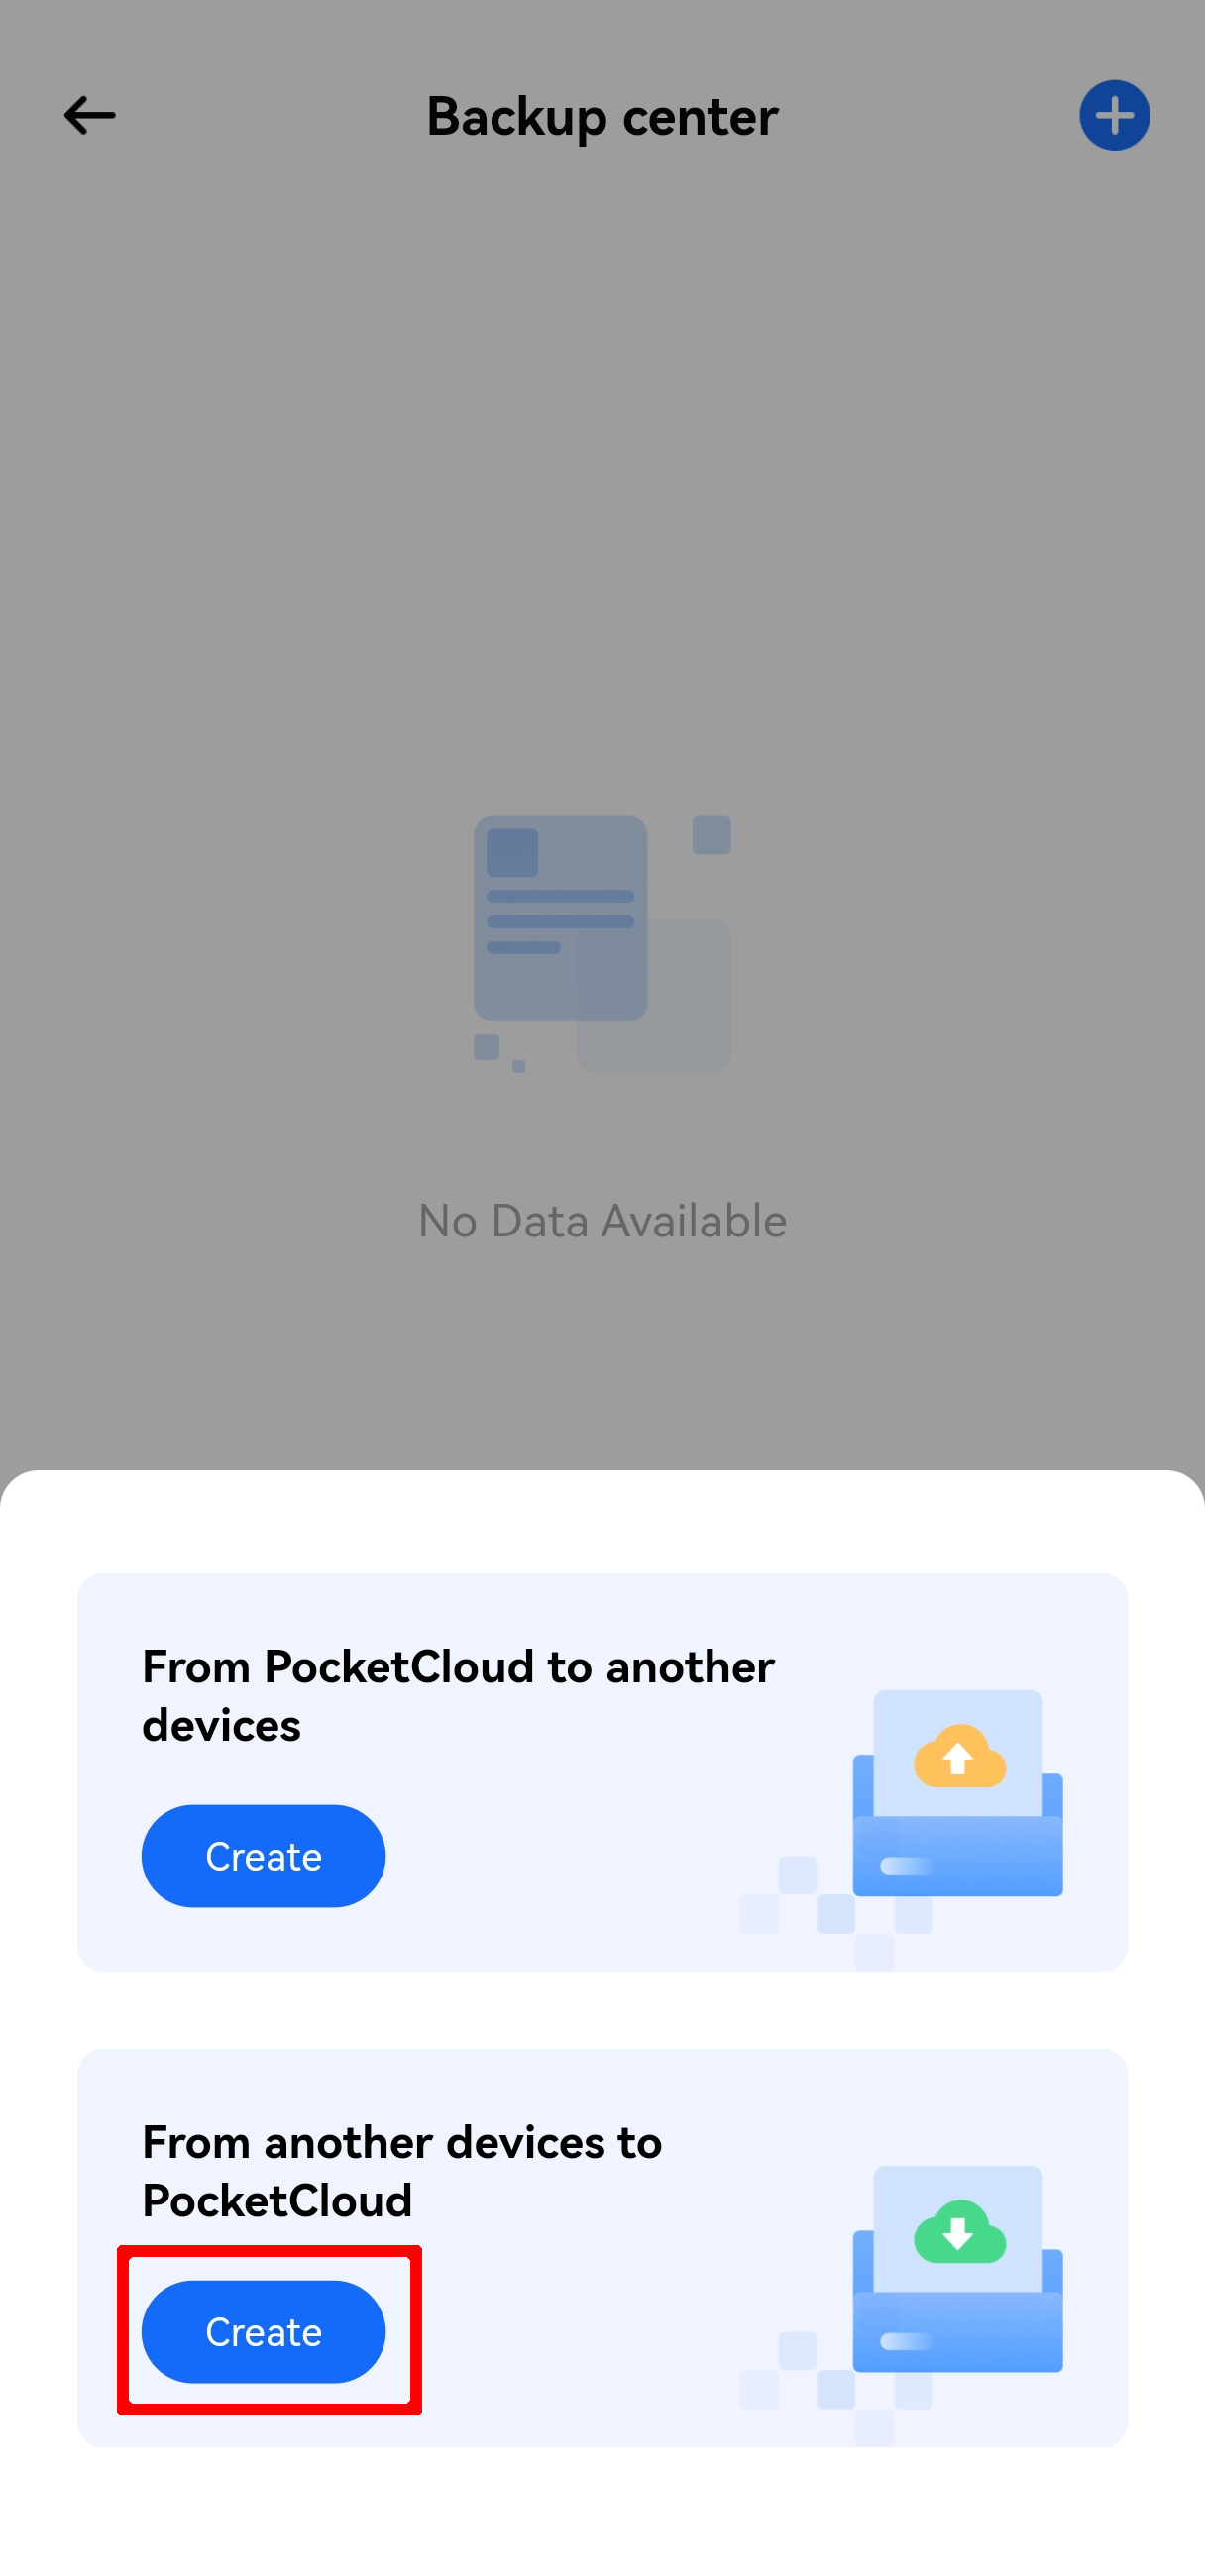 Backup center
No Data Available
From PocketCloud to another
devices
Create
From another devices to
PocketCloud
Create